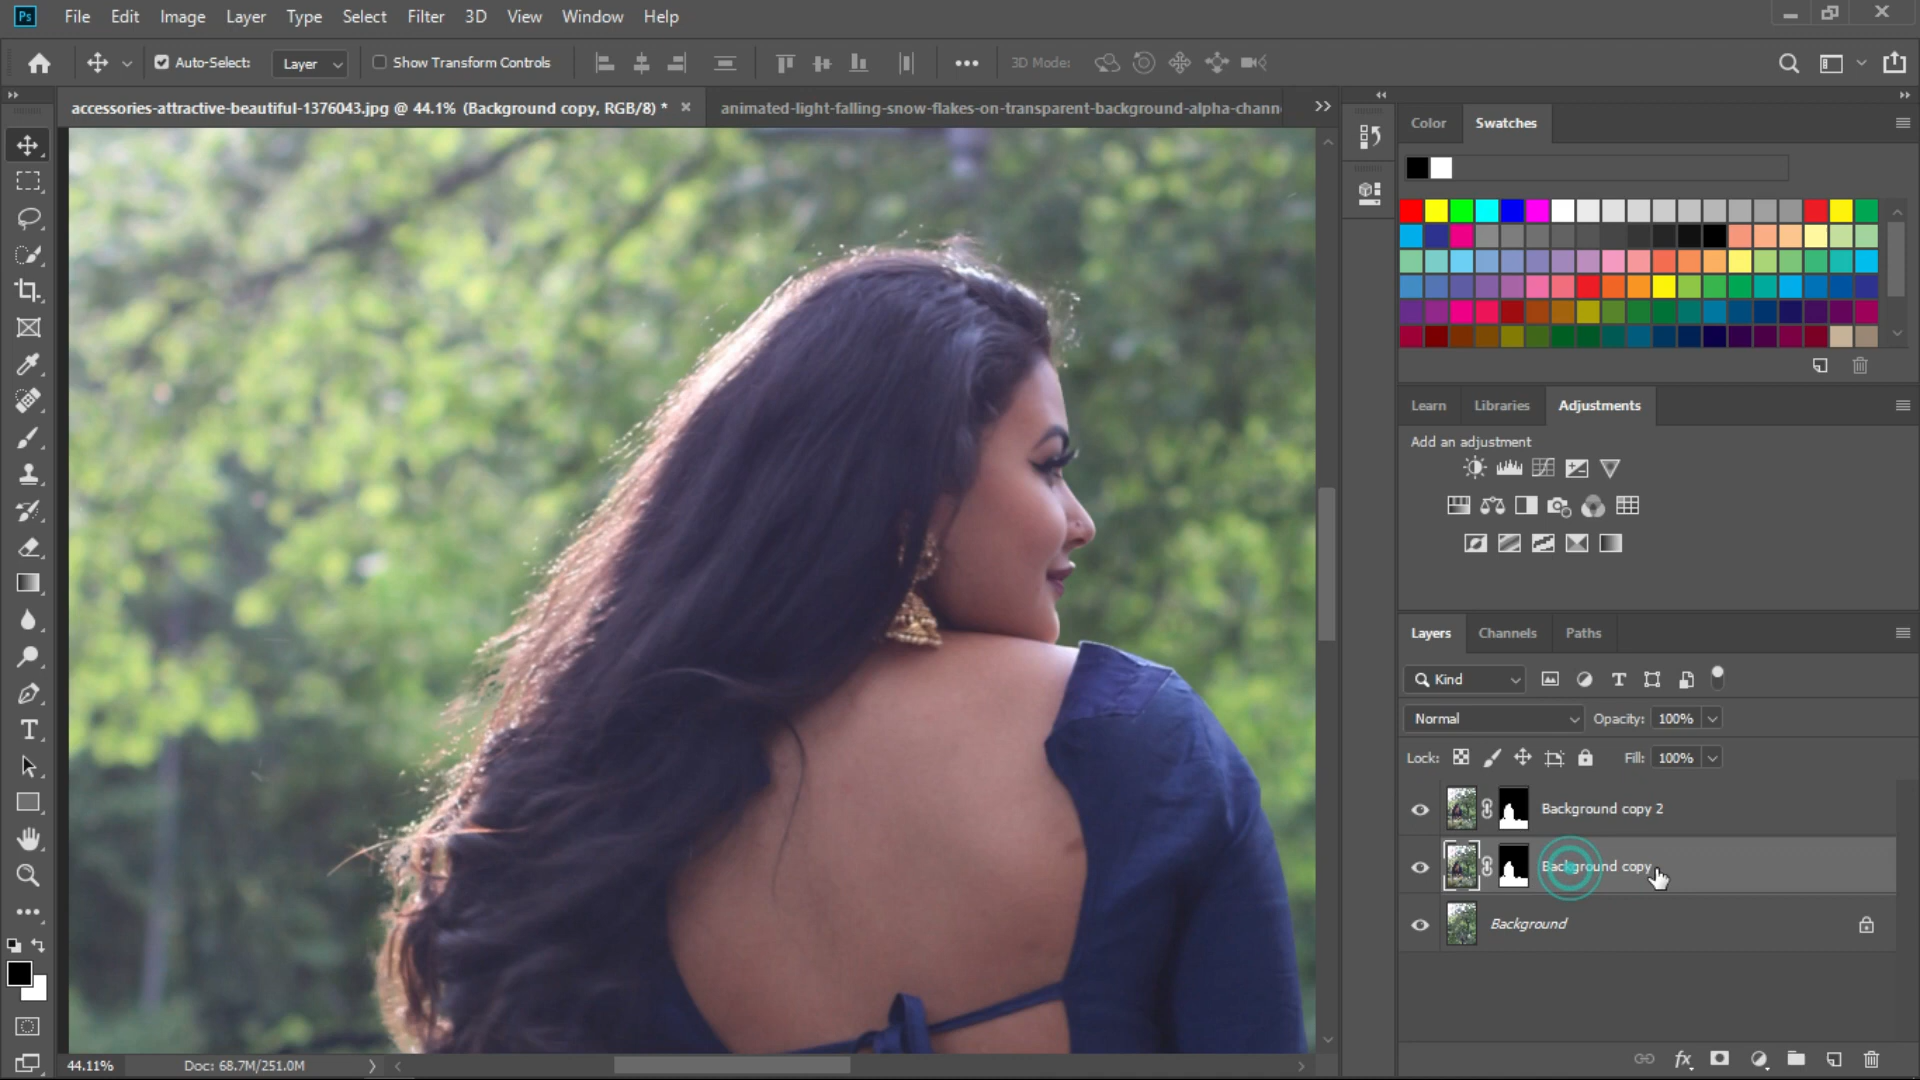 Ps File Edit Image Layer Type Select Filter 3D View Window Help
Auto-Select: Layer Show Transform Controls 3D Mode:
accessories-attractive-beautiful-1376043.jpg @ 44.1% (Background copy, RGB/8) * animated-light-falling-snow-flakes-on-transparent-background-alpha-chann
Color Swatches
Learn Libraries Adjustments
Add an adjustment
Layers Channels Paths
Kind
Normal Opacity: 100%
Lock: Fill: 100%
Background copy 2
Background copy
Background
44.11% Doc: 68.7M/251.0M